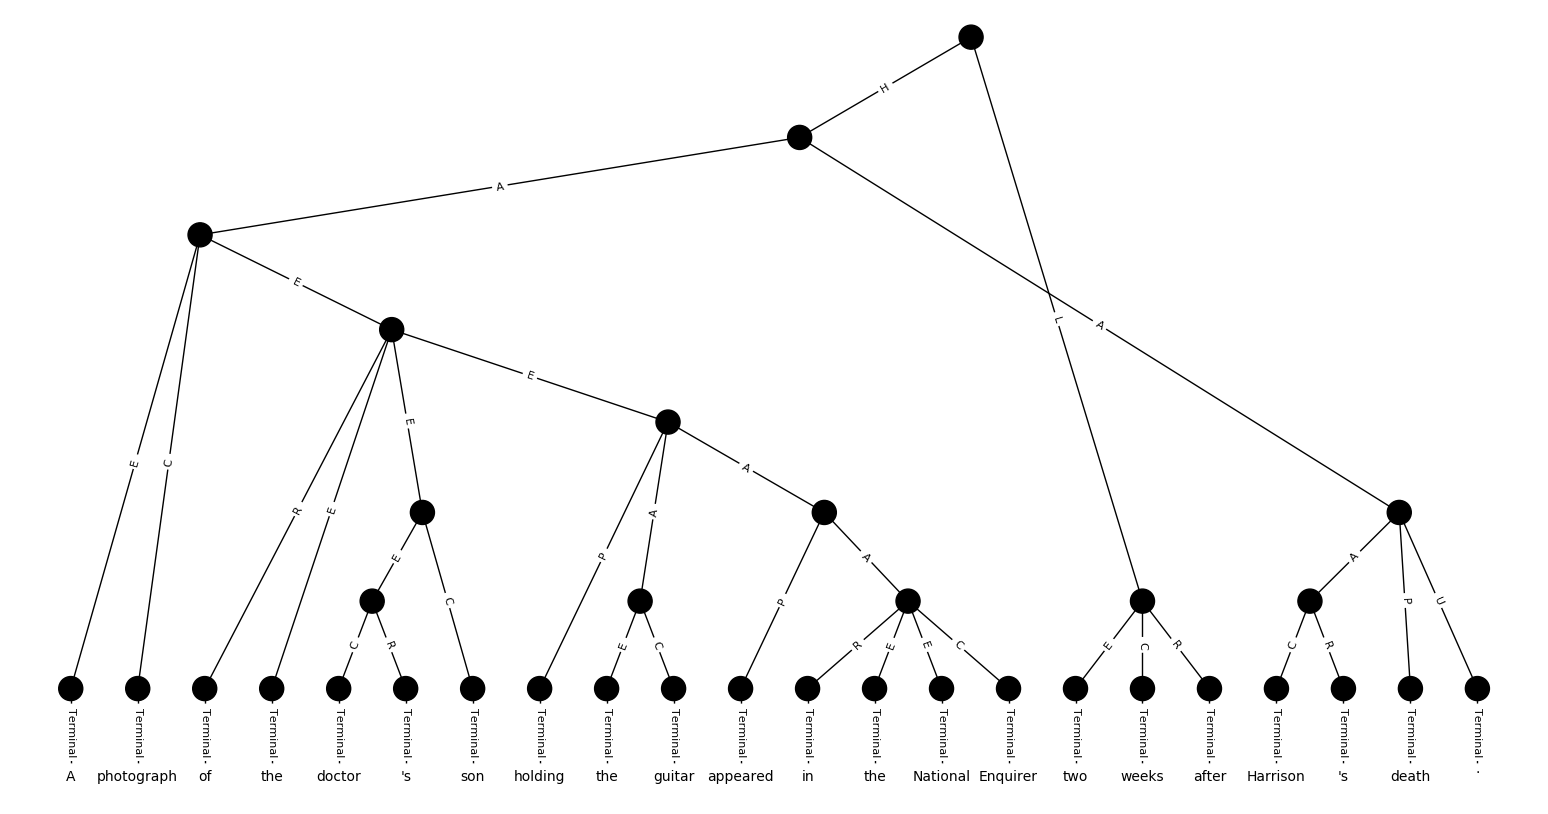 H
A
E
L
A
E
A
E
C
E
R
E
P
A
A
E
C
P
A
P
U
C
R
E
C
R
E
E
C
E
C
R
C
R
Terminal Terminal Terminal Terminal Terminal Terminal Terminal Terminal Terminal Terminal Terminal Terminal Terminal Terminal Terminal Terminal Terminal Terminal Terminal Terminal Terminal Terminal
A photograph of the doctor 's son holding the guitar appeared in the National Enquirer two weeks after Harrison 's death .